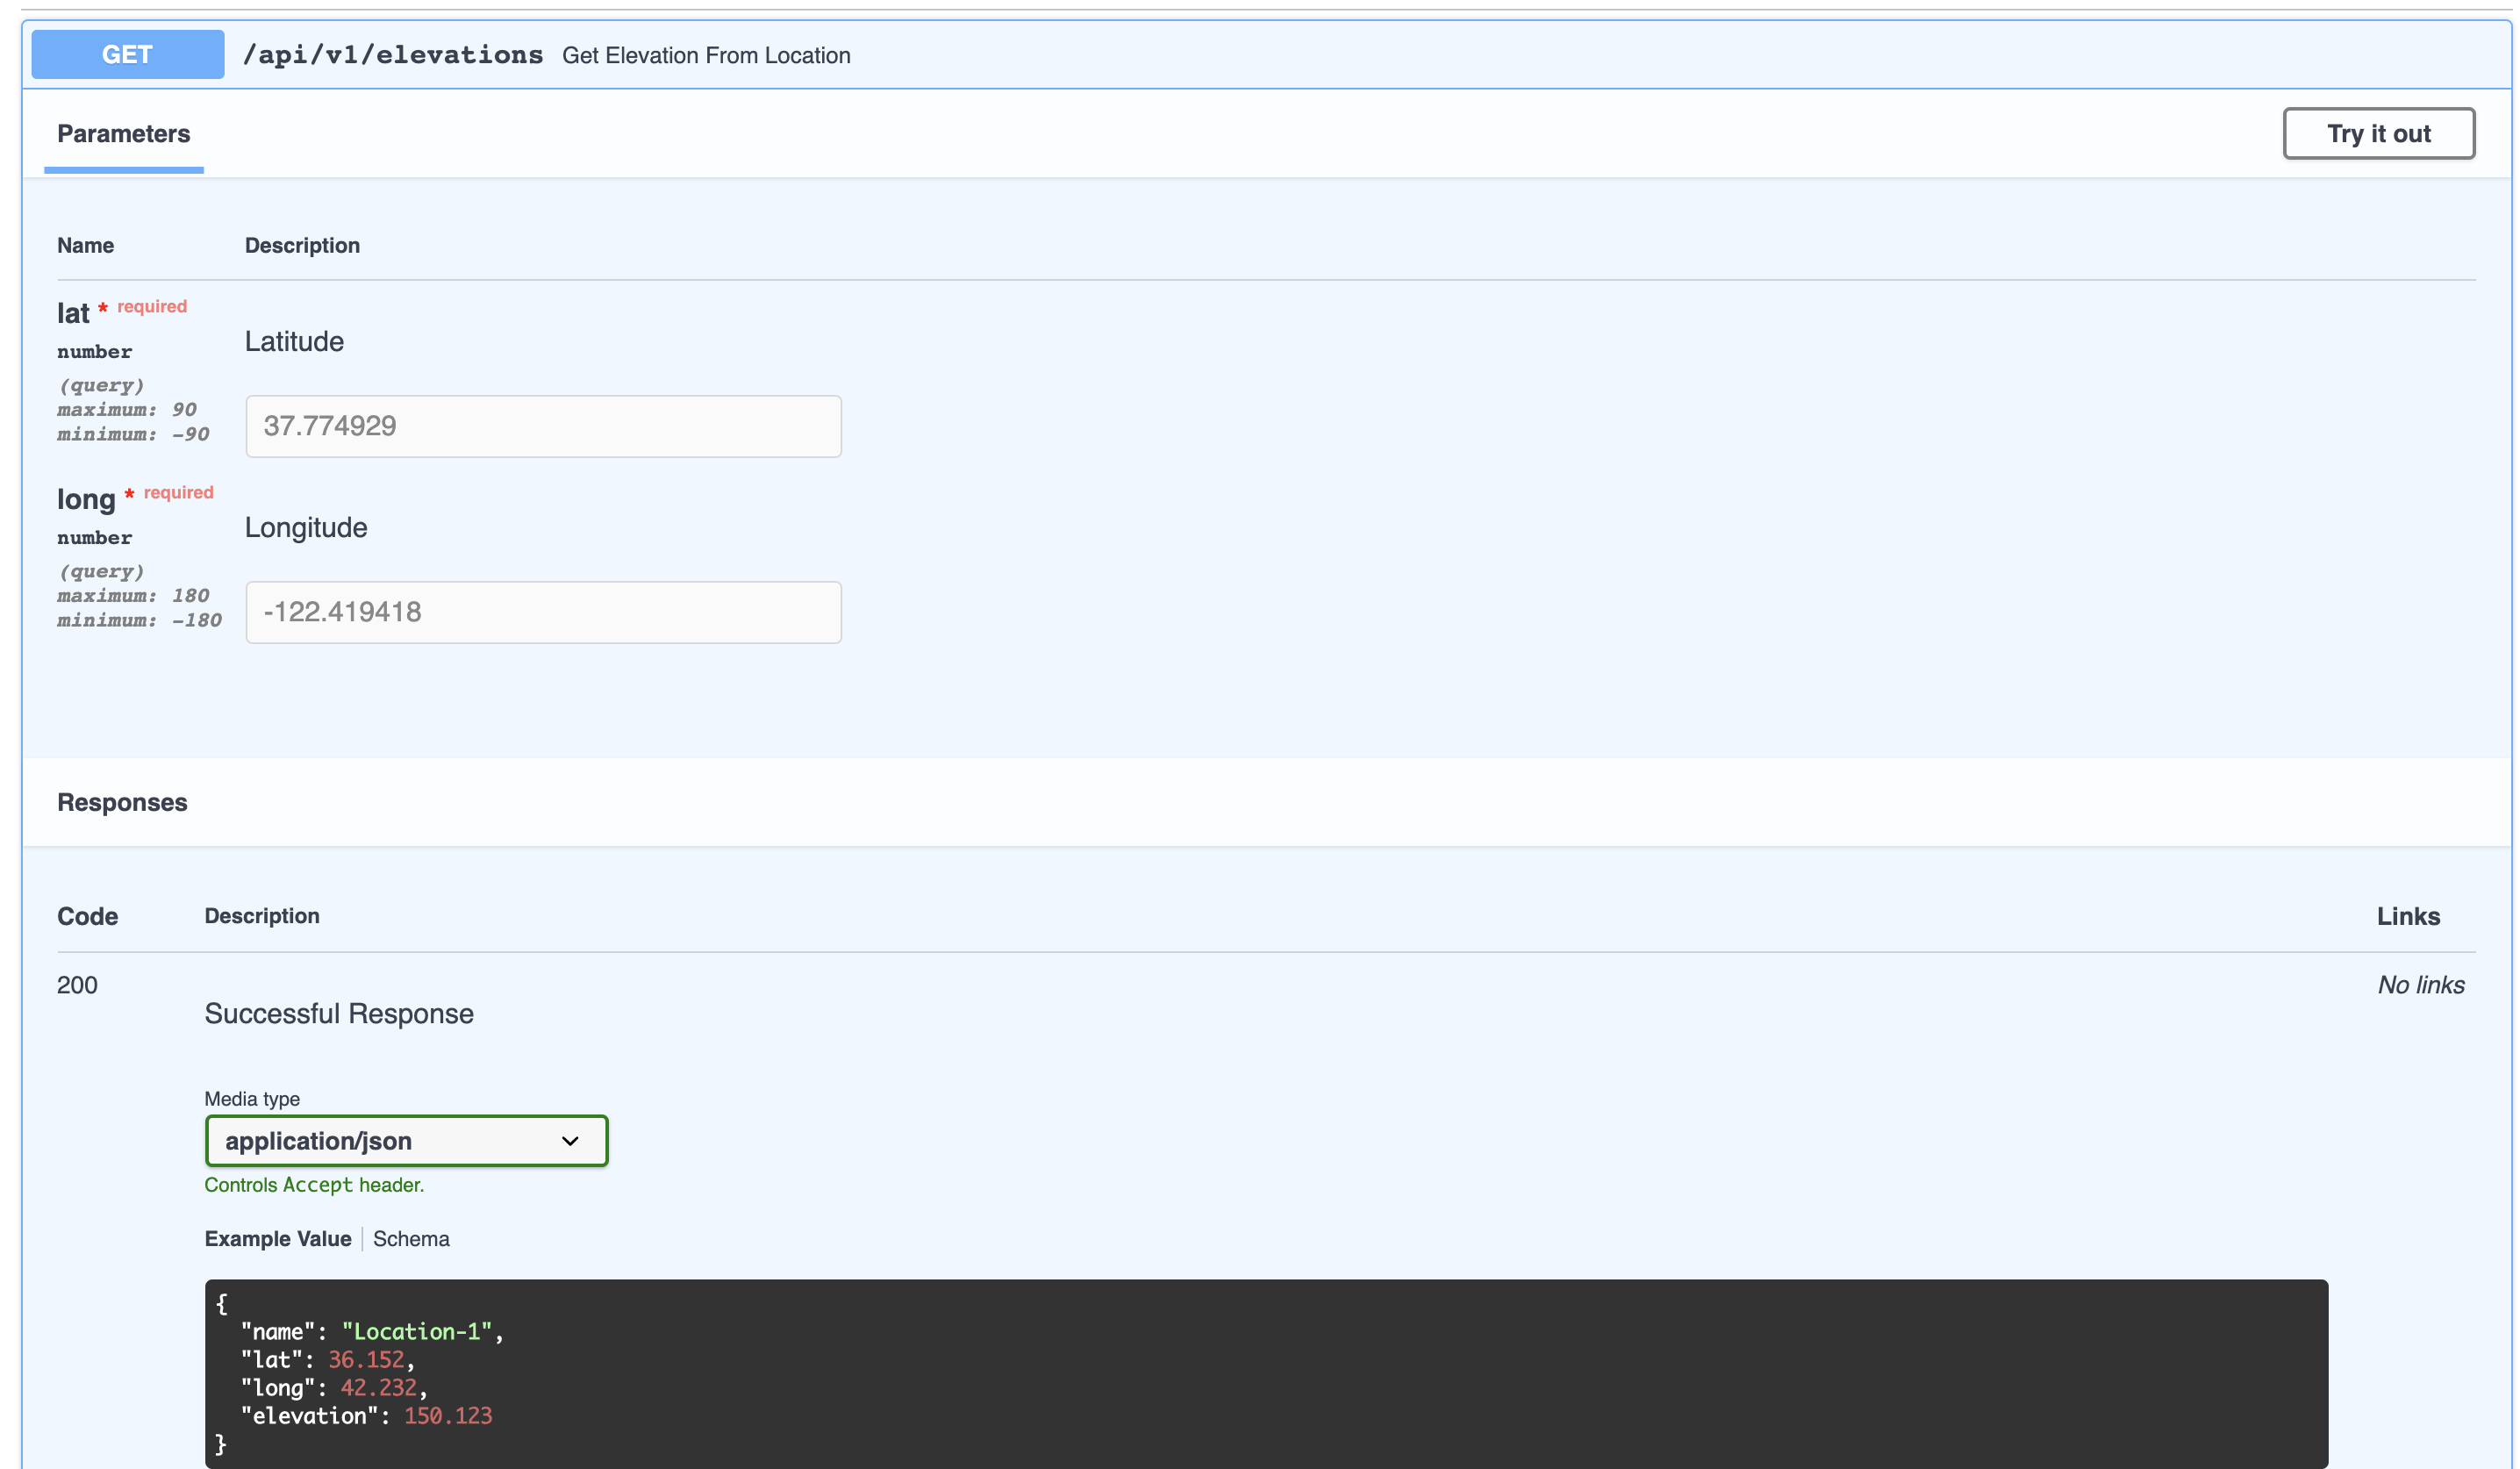 GET /api/v1/elevations Get Elevation From Location
Parameters Try it out
Name Description
lat * required
number
(query)
maximum: 90
minimum: -90
Latitude
37.774929
long * required
number
(query)
maximum: 180
minimum: -180
Longitude
-122.419418
Responses
Code Description Links
200 Successful Response No links
Media type
application/json
Controls Accept header.
Example Value Schema
{
"name": "Location-1",
"lat": 36.152,
"long": 42.232,
"elevation": 150.123
}